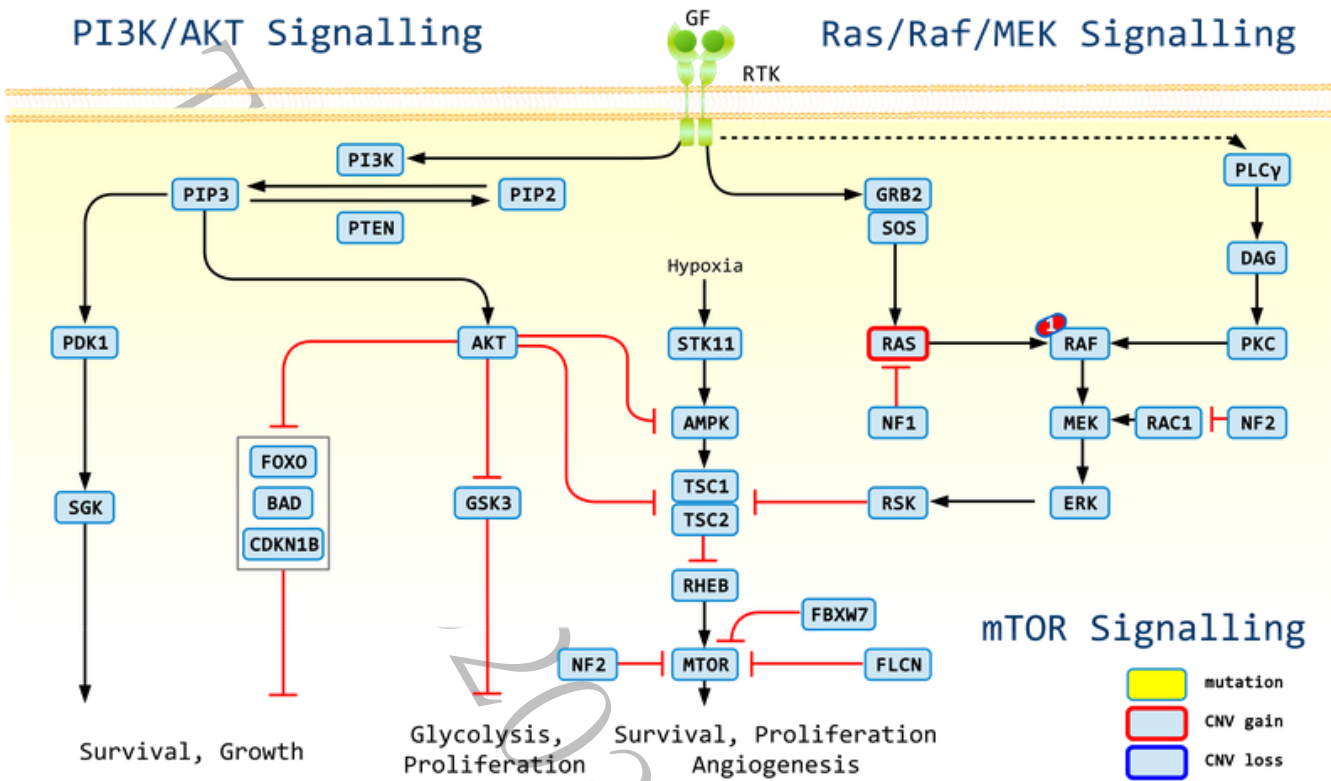 PI3K/AKT Signalling
GF
Ras/Raf/MEK Signalling
RTK
PI3K
PLCγ
PIP3
PIP2
GRB2
PTEN
SOS
DAG
Hypoxia
1
PDK1
AKT
STK11
RAS
RAF
PKC
AMPK
NF1
MEK
RAC1
NF2
FOXO
TSC1
BAD
SGK
GSK3
RSK
ERK
TSC2
CDKN1B
RHEB
FBXW7
mTOR Signalling
NF2
MTOR
FLCN
mutation
CNV gain
CNV loss
Survival, Growth
Glycolysis,
Proliferation
Survival, Proliferation
Angiogenesis